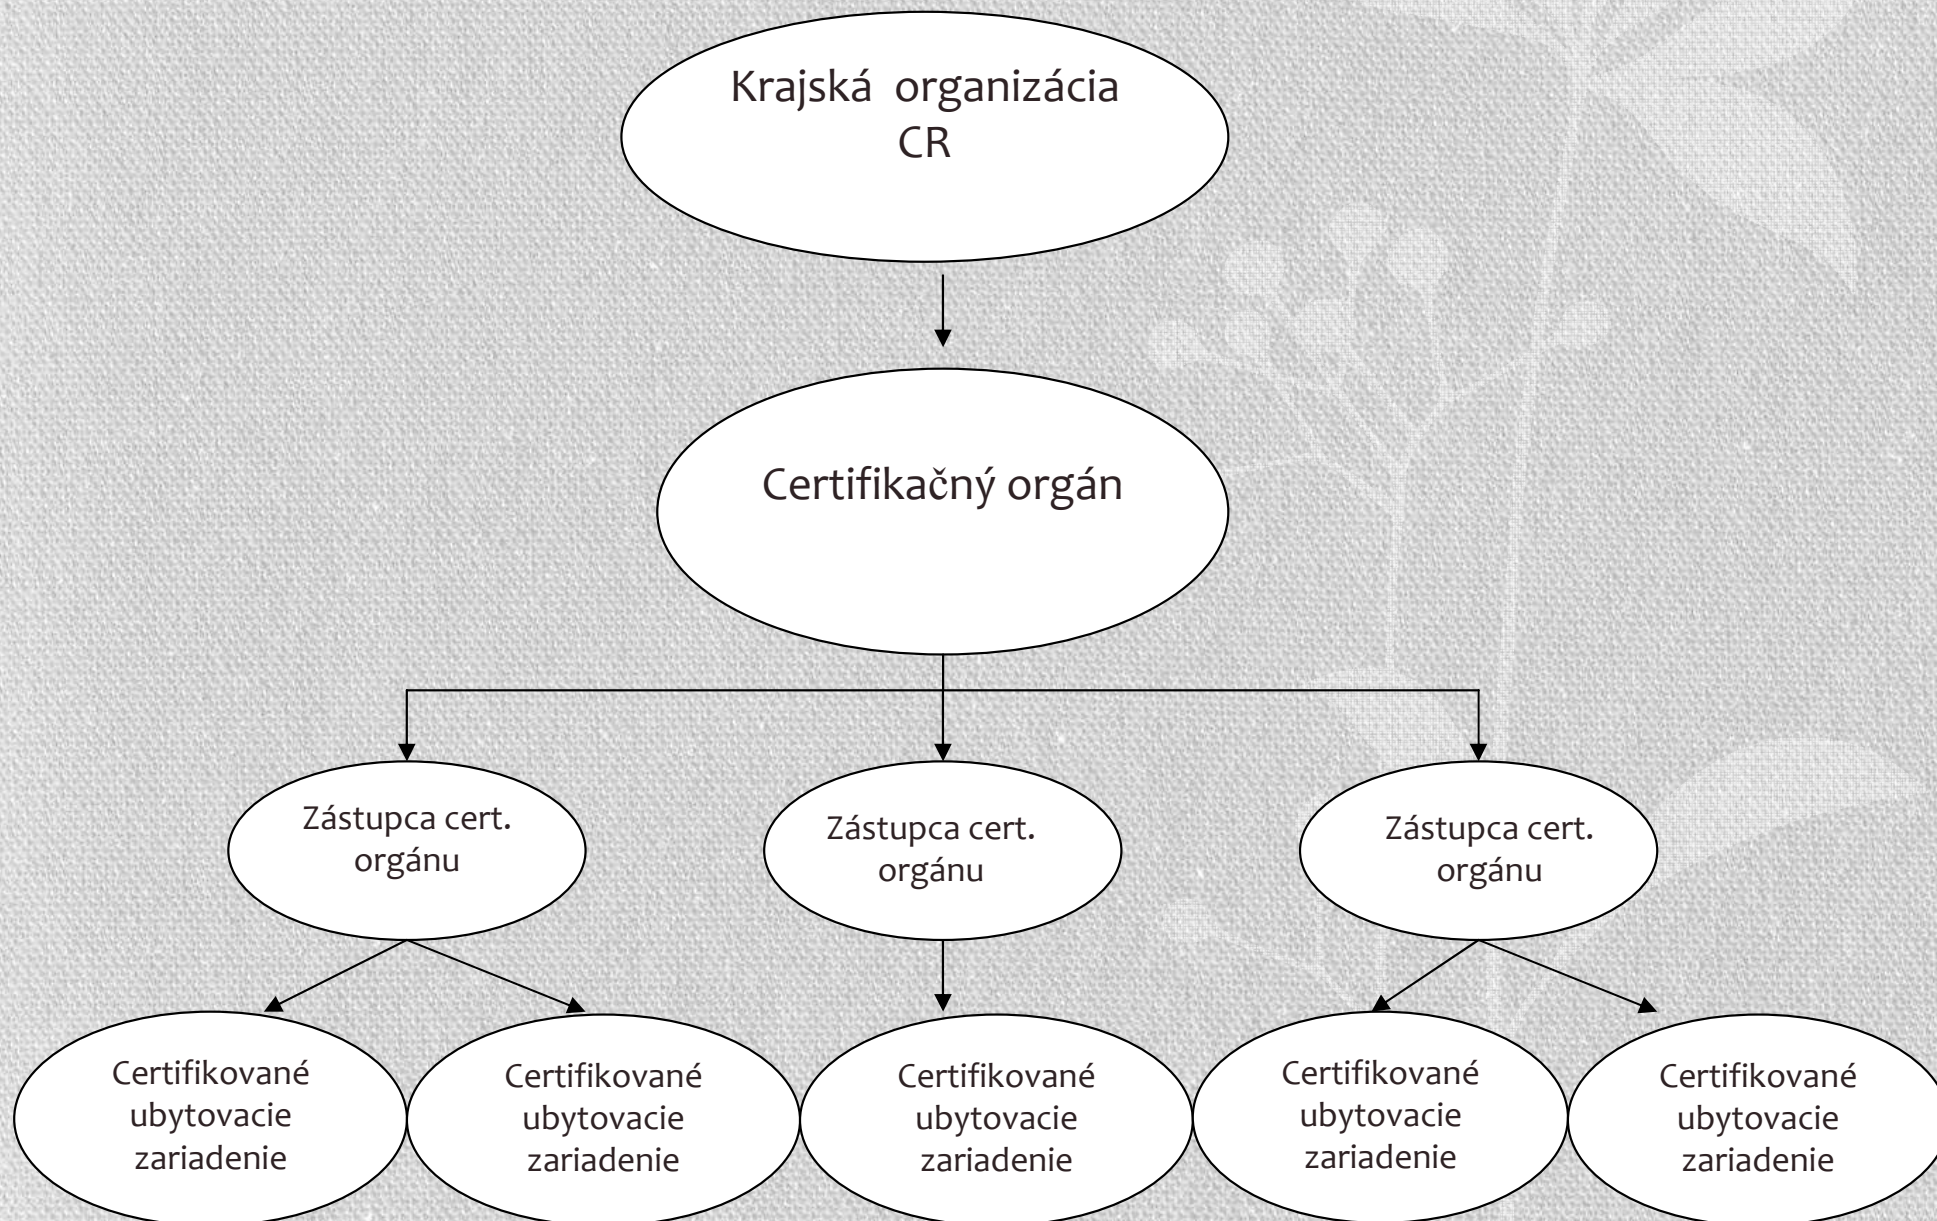 Krajská organizácia
CR
Certifikačný orgán
Zástupca cert.
orgánu
Zástupca cert.
orgánu
Zástupca cert.
orgánu
Certifikované
ubytovacie
zariadenie
Certifikované
ubytovacie
zariadenie
Certifikované
ubytovacie
zariadenie
Certifikované
ubytovacie
zariadenie
Certifikované
ubytovacie
zariadenie